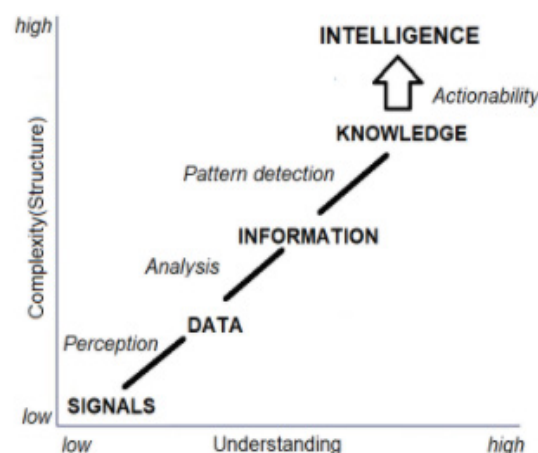 high
INTELLIGENCE
Actionability
KNOWLEDGE
Pattern detection
Complexity(Structure)
INFORMATION
Analysis
DATA
Perception
SIGNALS
low
low Understanding high